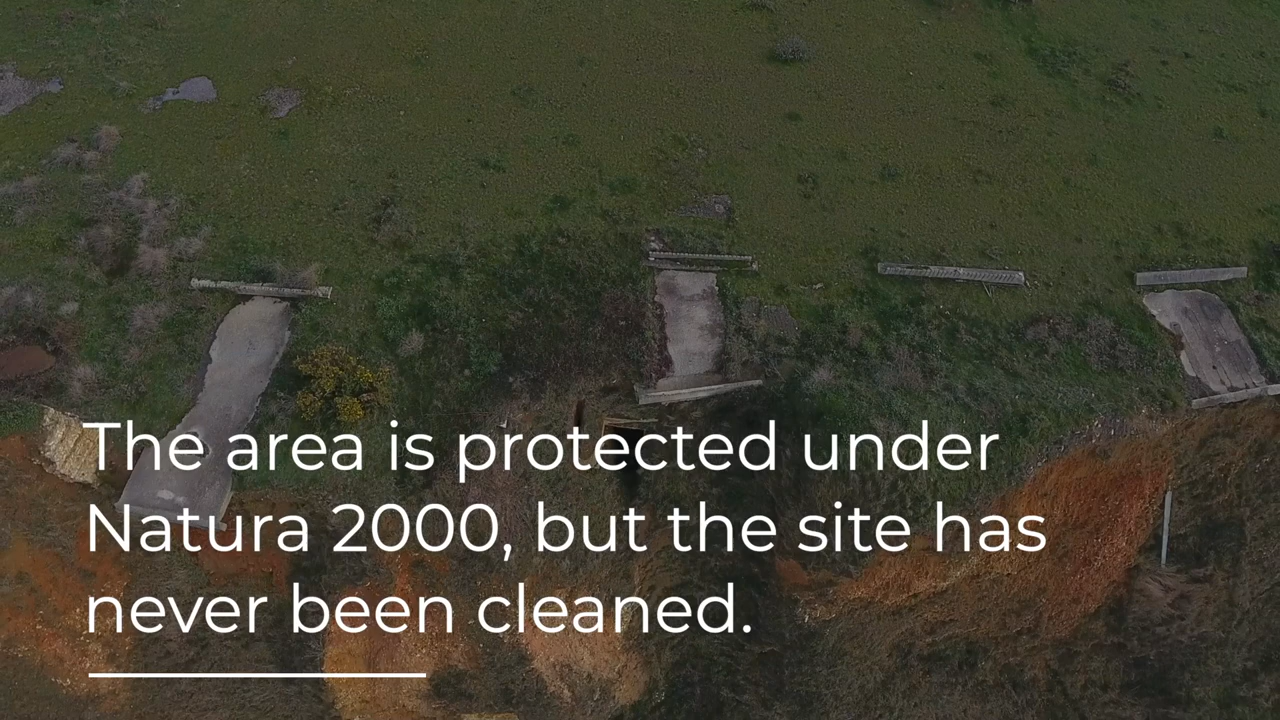 The area is protected under
Natura 2000, but the site has
never been cleaned.